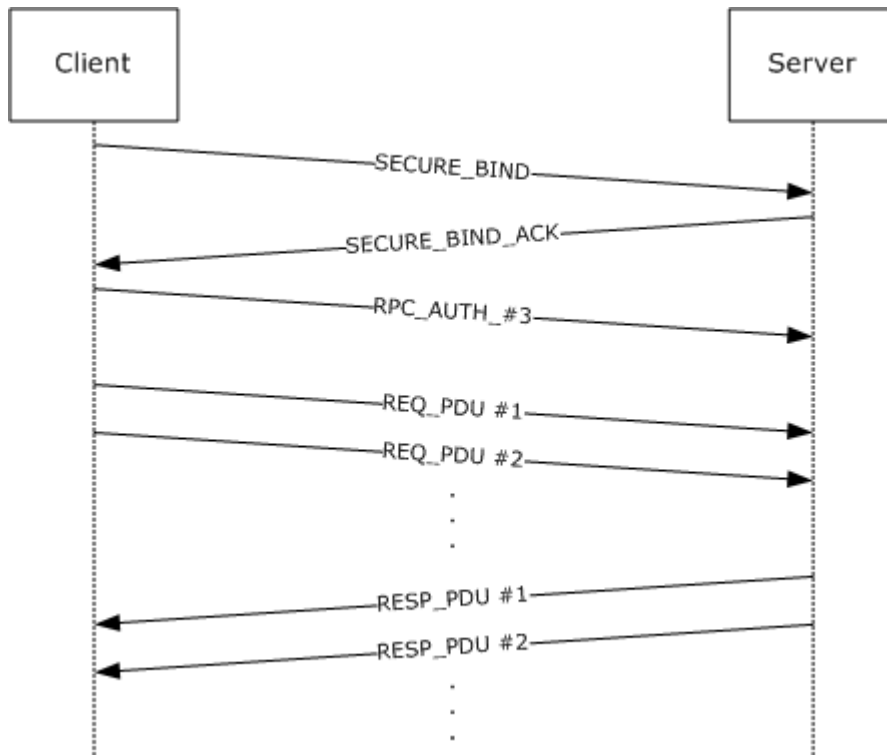 Client
Server
SECURE_BIND
SECURE_BIND_ACK
RPC_AUTH_#3
REQ_PDU #1
REQ_PDU #2
.
.
.
RESP_PDU #1
RESP_PDU #2
.
.
.